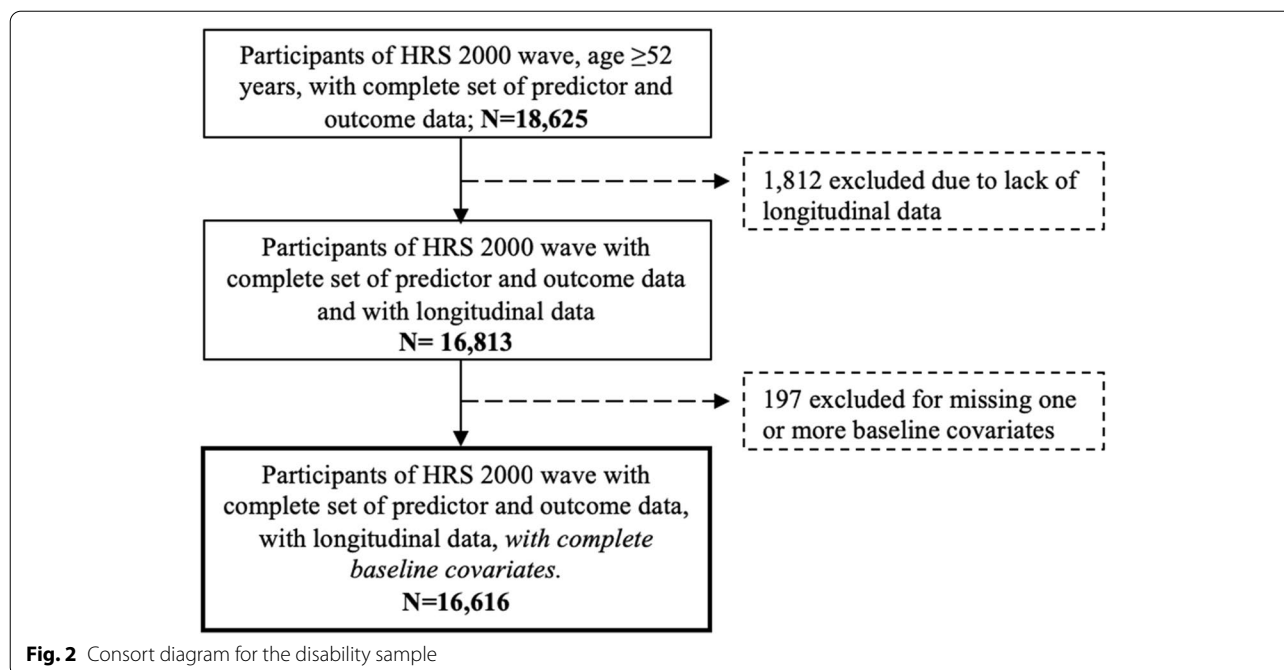 Participants of HRS 2000 wave, age ≥52
years, with complete set of predictor and
outcome data; N=18,625
1,812 excluded due to lack of
longitudinal data
Participants of HRS 2000 wave with
complete set of predictor and outcome data
and with longitudinal data
N= 16,813
197 excluded for missing one
or more baseline covariates
Participants of HRS 2000 wave with
complete set of predictor and outcome data,
with longitudinal data, with complete
baseline covariates.
N=16,616
Fig. 2 Consort diagram for the disability sample